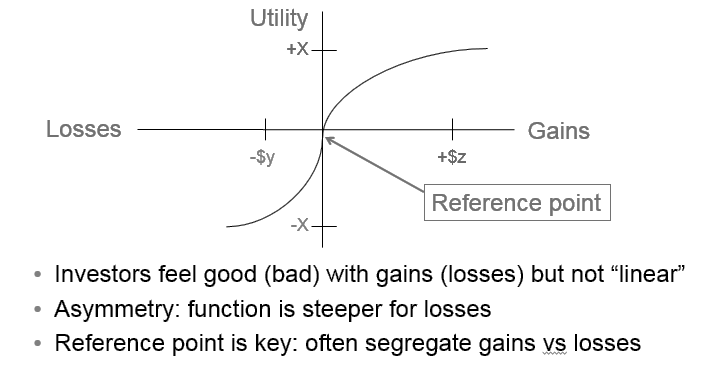 Utility
+X
Losses
Gains
-$y
+$z
Reference point
-X
• Investors feel good (bad) with gains (losses) but not “linear”
• Asymmetry: function is steeper for losses
• Reference point is key: often segregate gains vs losses